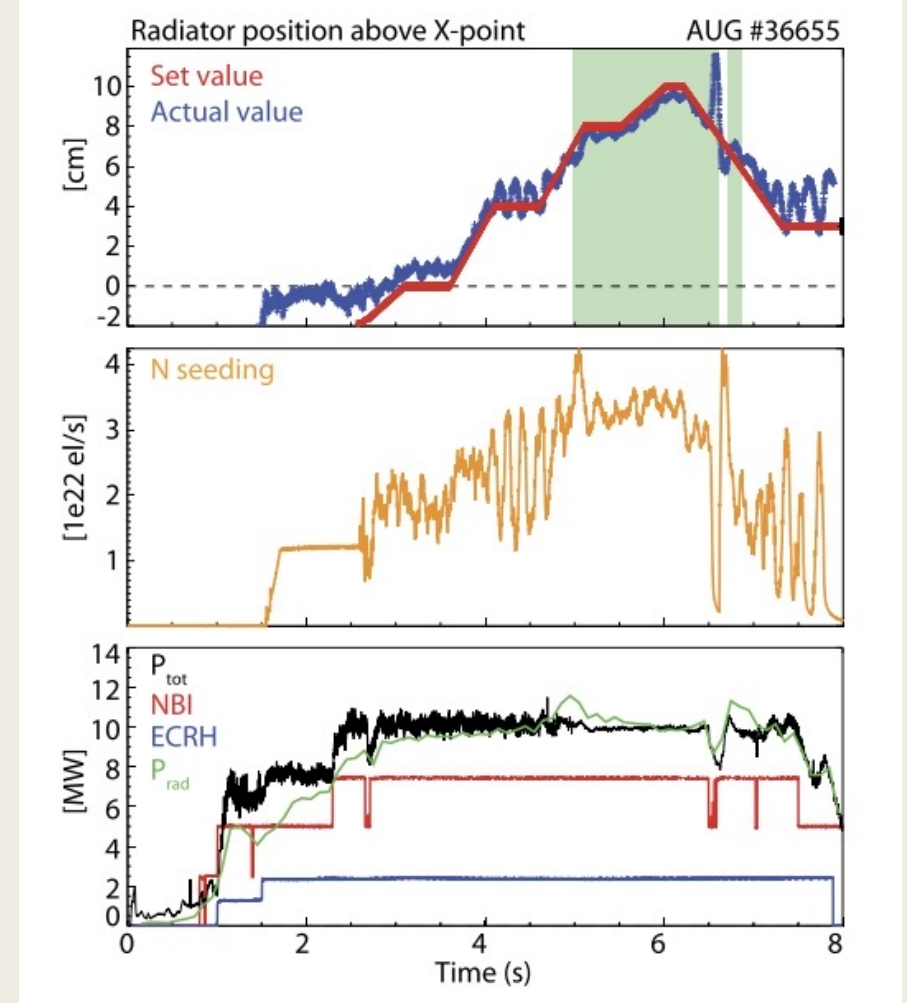 Radiator position above X-point AUG #36655
Set value
Actual value
[cm]
10
8
6
4
2
0
-2
N seeding
[1e22 el/s]
4
3
2
1
P tot
NBI
ECRH
P rad
[MW]
14
12
10
8
6
4
2
0
0 2 4 6 8
Time (s)